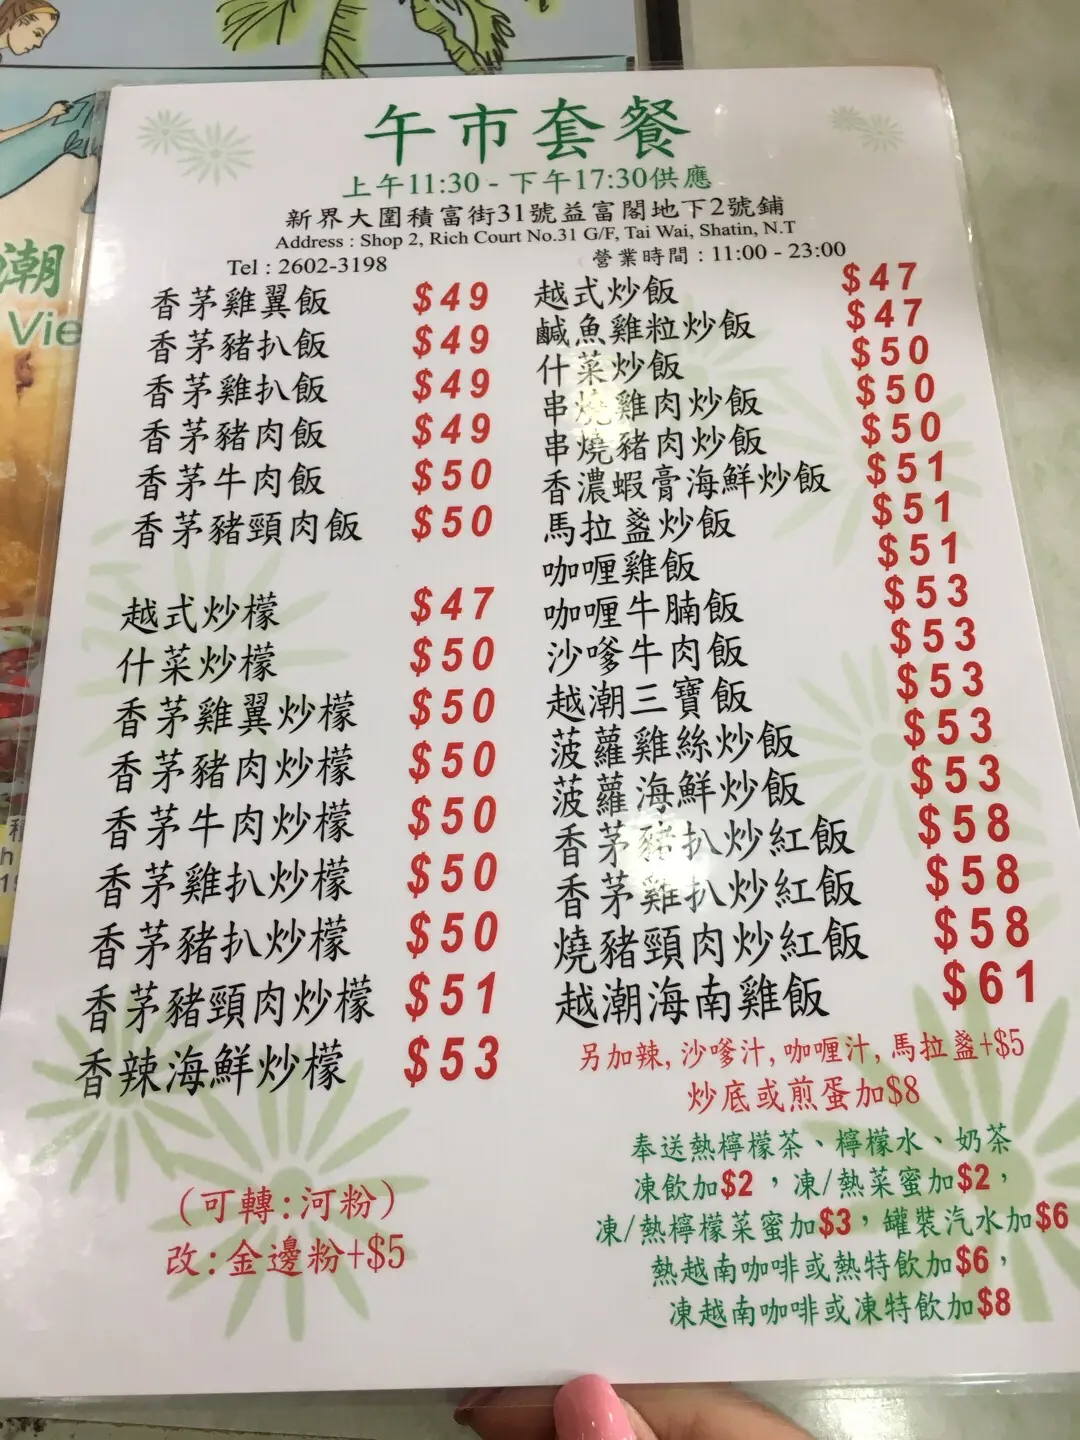 午市套餐
上午11:30 - 下午17:30供應
新界大圍積富街31號益富閣地下2號鋪
Address : Shop 2, Rich Court No.31 G/F, Tai Wai, Shatin, N.T
Tel : 2602-3198 營業時間 : 11:00 - 23:00
香茅雞翼飯 $49
香茅豬扒飯 $49
香茅雞扒飯 $49
香茅豬肉飯 $49
香茅牛肉飯 $50
香茅豬頸肉飯 $50
越式炒檬 $47
什菜炒檬 $50
香茅雞翼炒檬 $50
香茅豬肉炒檬 $50
香茅牛肉炒檬 $50
香茅雞扒炒檬 $50
香茅豬扒炒檬 $50
香茅豬頸肉炒檬 $51
香辣海鮮炒檬 $53
(可轉:河粉)
改:金邊粉+$5
越式炒飯 $47
鹹魚雞粒炒飯 $47
什菜炒飯 $50
串燒雞肉炒飯 $50
串燒豬肉炒飯 $50
香濃蝦膏海鮮炒飯 $51
馬拉盞炒飯 $51
咖喱雞飯 $51
咖喱牛腩飯 $53
沙嗲牛肉飯 $53
越潮三寶飯 $53
菠蘿雞絲炒飯 $53
菠蘿海鮮炒飯 $53
香茅豬扒炒紅飯 $58
香茅雞扒炒紅飯 $58
燒豬頸肉炒紅飯 $58
越潮海南雞飯 $61
另加辣,沙嗲汁,咖喱汁,馬拉盞+$5
炒底或煎蛋加$8
奉送熱檸檬茶、檸檬水、奶茶
凍飲加$2，凍/熱菜蜜加$2，
凍/熱檸檬菜蜜加$3，罐裝汽水加$6
熱越南咖啡或熱特飲加$6，
凍越南咖啡或凍特飲加$8
潮
Vie